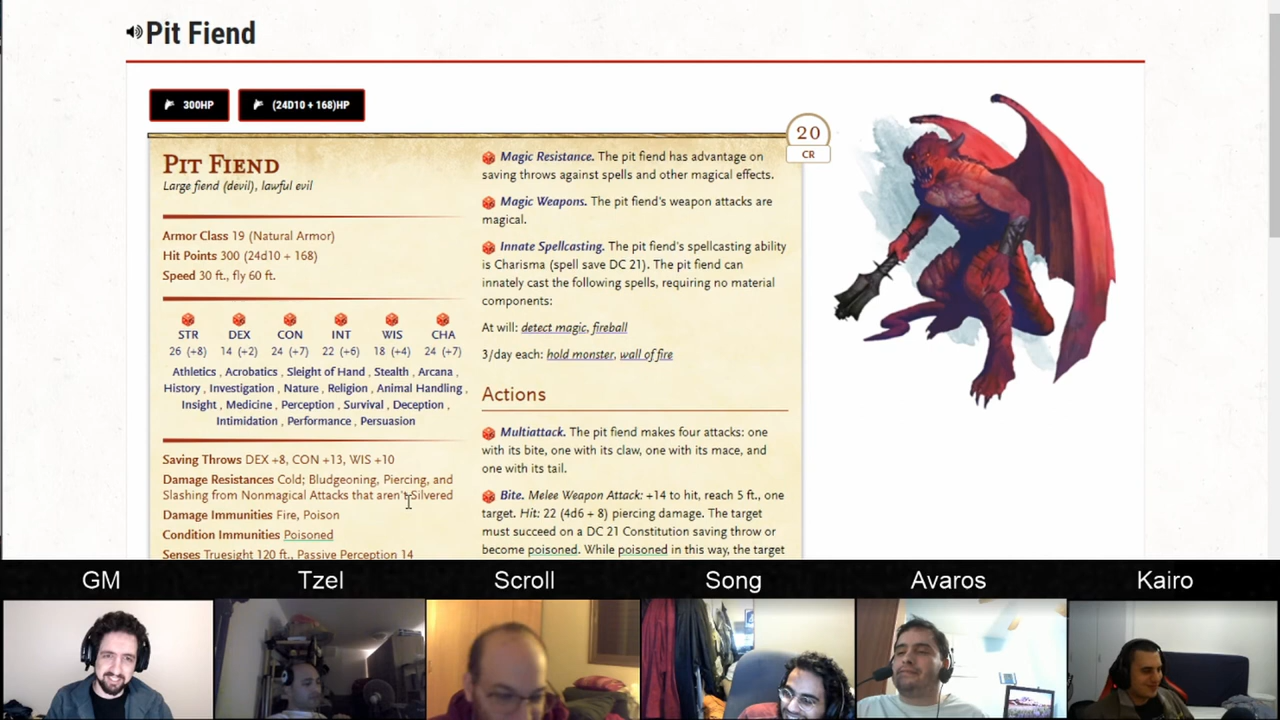 Pit Fiend
300HP
(24D10 + 168)HP
20
CR
Pit Fiend
Large fiend (devil), lawful evil
Armor Class 19 (Natural Armor)
Hit Points 300 (24d10 + 168)
Speed 30 ft., fly 60 ft.
STR DEX CON INT WIS CHA
26 (+8) 14 (+2) 24 (+7) 22 (+6) 18 (+4) 24 (+7)
Athletics , Acrobatics , Sleight of Hand , Stealth , Arcana ,
History , Investigation , Nature , Religion , Animal Handling ,
Insight , Medicine , Perception , Survival , Deception ,
Intimidation , Performance , Persuasion
Saving Throws DEX +8, CON +13, WIS +10
Damage Resistances Cold; Bludgeoning, Piercing, and
Slashing from Nonmagical Attacks that aren't Silvered
Damage Immunities Fire, Poison
Condition Immunities Poisoned
Senses Truesight 120 ft., Passive Perception 14
Magic Resistance. The pit fiend has advantage on
saving throws against spells and other magical effects.
Magic Weapons. The pit fiend's weapon attacks are
magical.
Innate Spellcasting. The pit fiend's spellcasting ability
is Charisma (spell save DC 21). The pit fiend can
innately cast the following spells, requiring no material
components:
At will: detect magic, fireball
3/day each: hold monster, wall of fire
Actions
Multiattack. The pit fiend makes four attacks: one
with its bite, one with its claw, one with its mace, and
one with its tail.
Bite. Melee Weapon Attack: +14 to hit, reach 5 ft., one
target. Hit: 22 (4d6 + 8) piercing damage. The target
must succeed on a DC 21 Constitution saving throw or
become poisoned. While poisoned in this way, the target
GM
Tzel
Scroll
Song
Avaros
Kairo